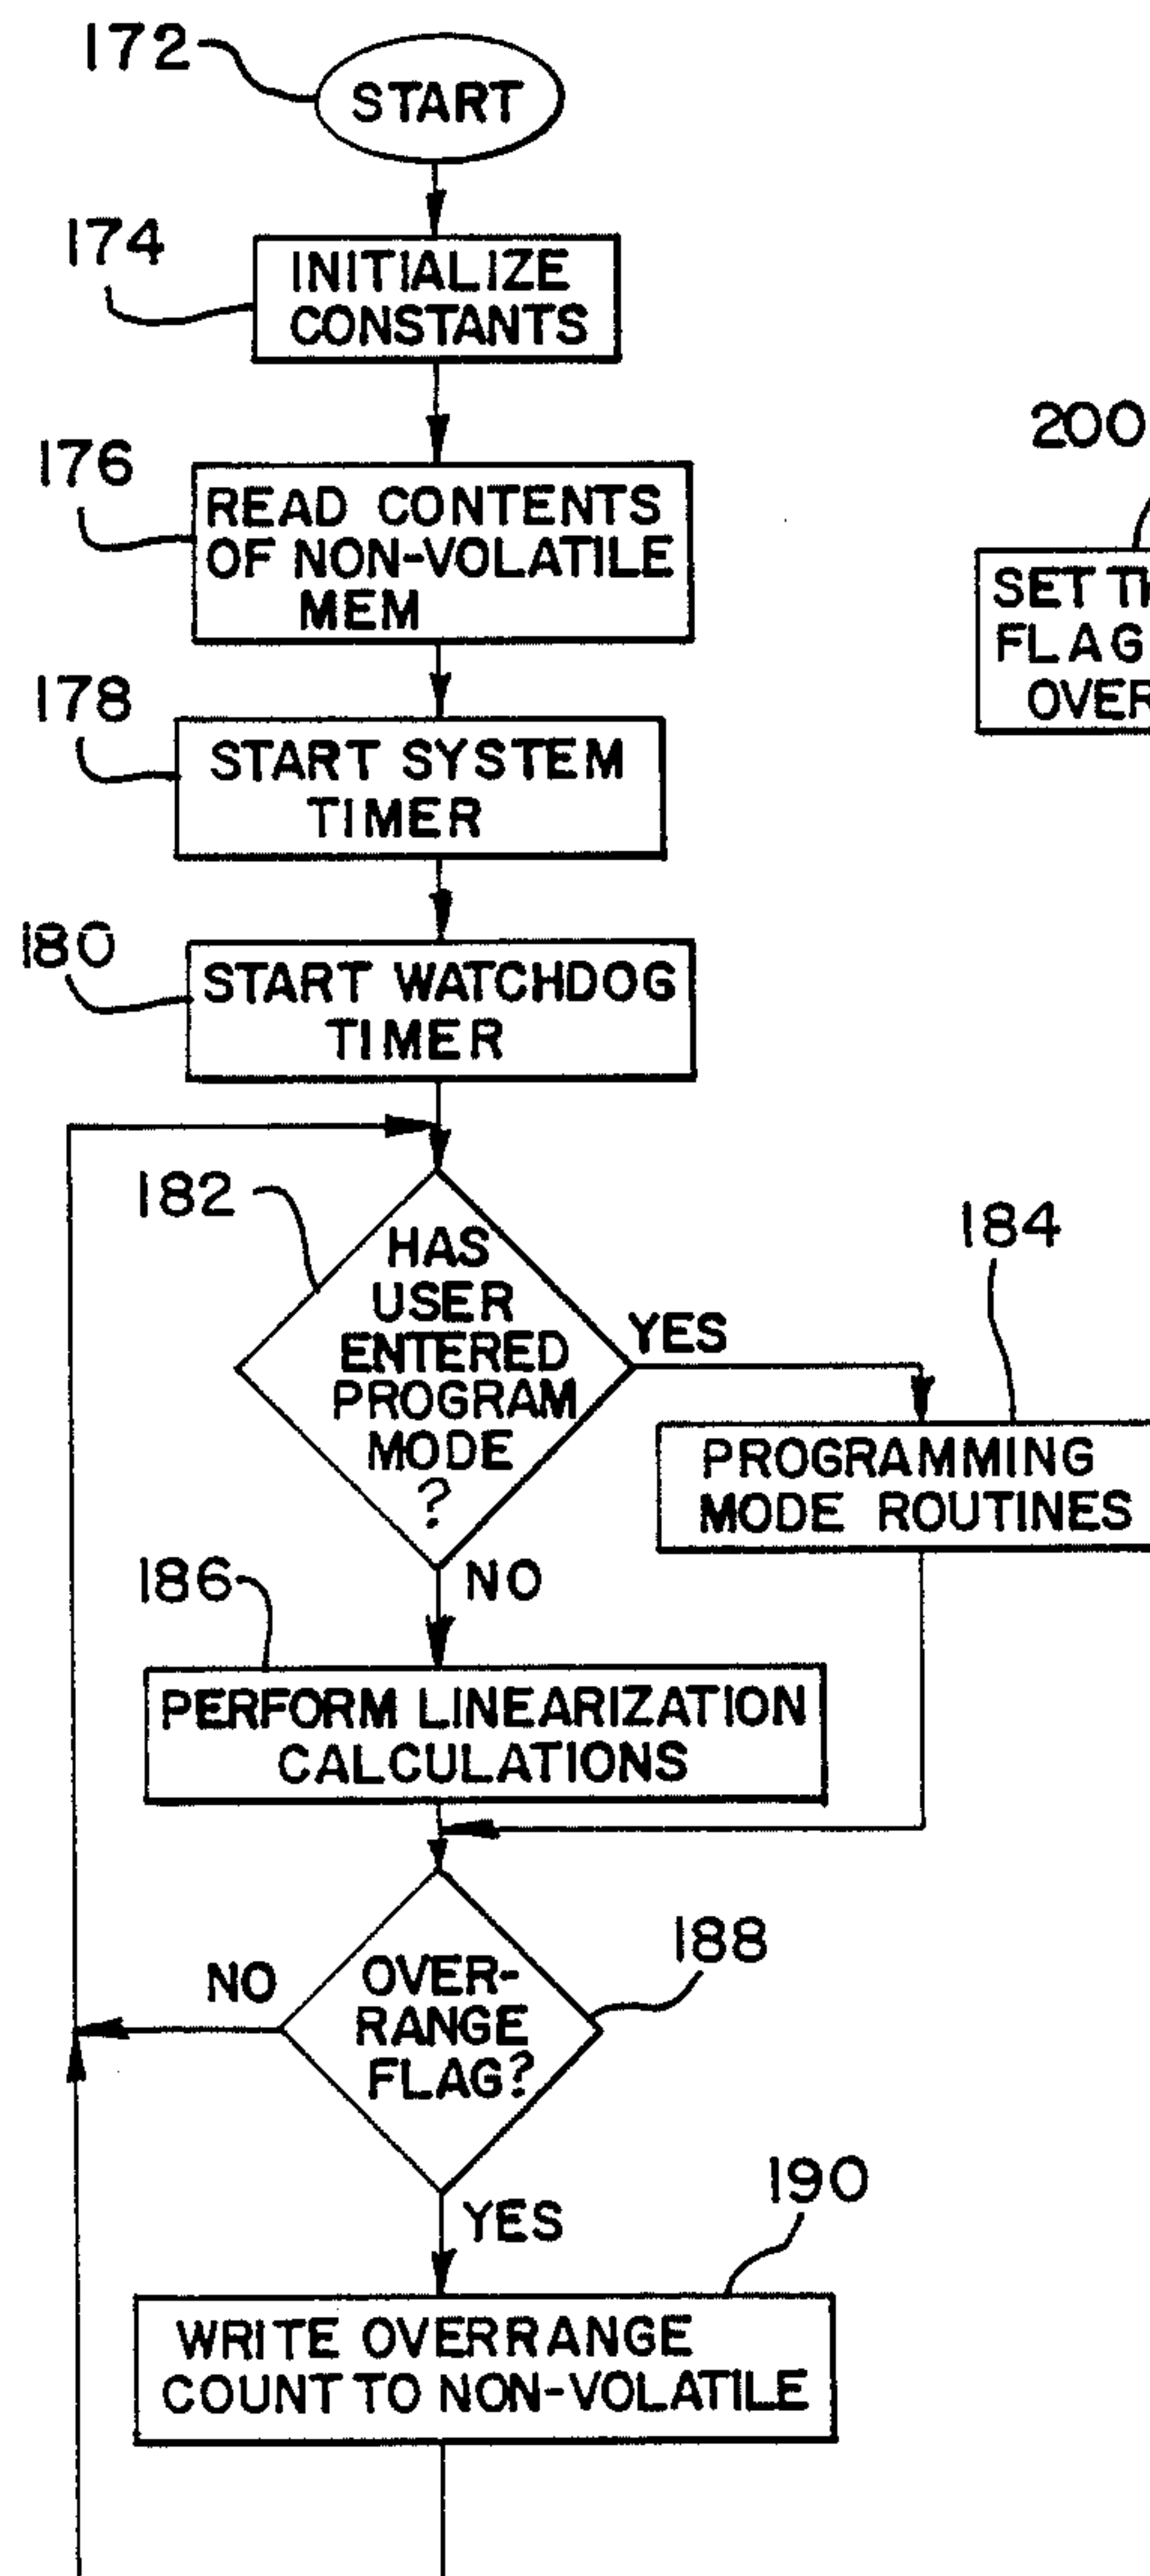 172
START
174
INITIALIZE
CONSTANTS
176
READ CONTENTS
OF NON-VOLATILE
MEM
200
SET
FLAG
178
START SYSTEM
TIMER
180
START WATCHDOG
TIMER
182
HAS
USER
ENTERED
PROGRAM
MODE
?
YES
184
PROGRAMMING
MODE ROUTINES
NO
186
PERFORM LINEARIZATION
CALCULATIONS
188
OVER-
RANGE
FLAG?
NO
YES
190
WRITE OVERRANGE
COUNT TO NON-VOLATILE